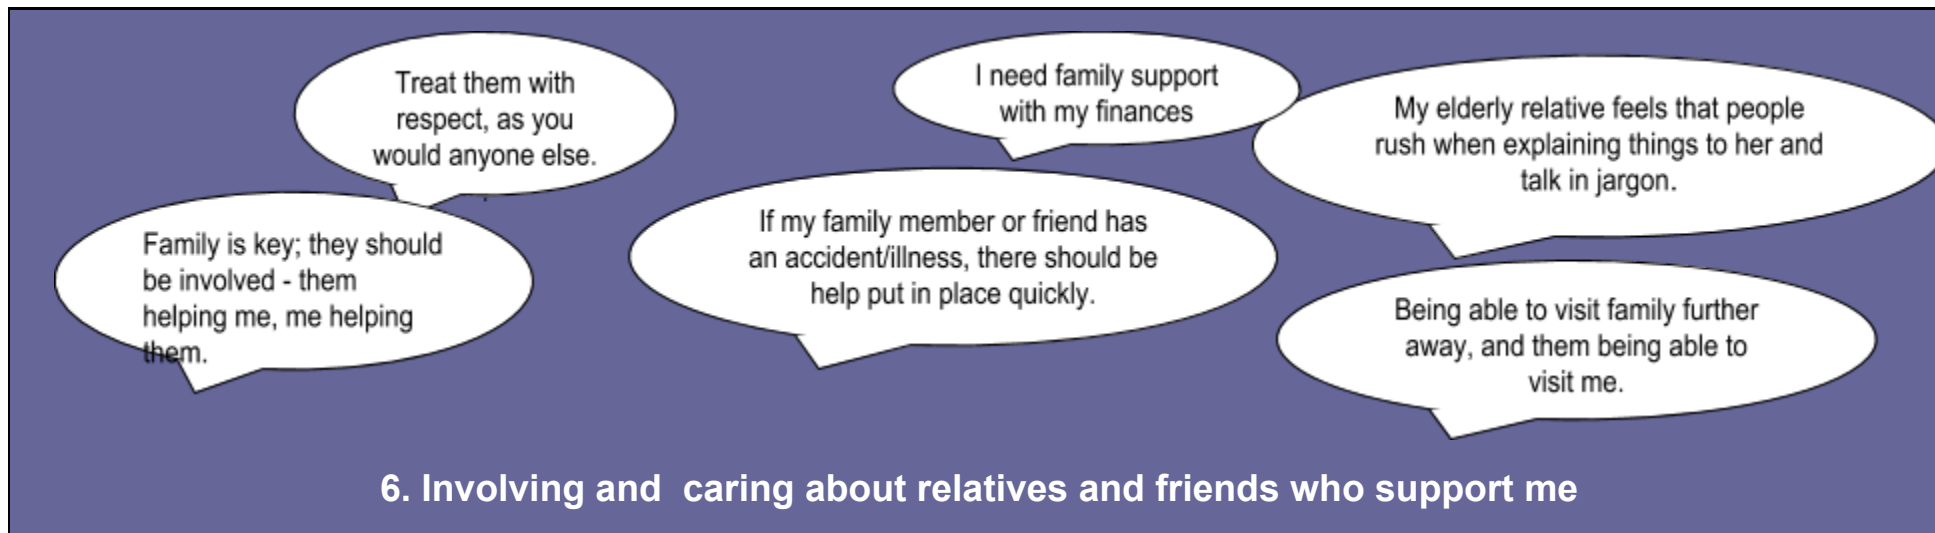 Treat them with
respect, as you
would anyone else.
I need family support
with my finances
My elderly relative feels that people
rush when explaining things to her and
talk in jargon.
Family is key; they should
be involved - them
helping me, me helping
them.
If my family member or friend has
an accident/illness, there should be
help put in place quickly.
Being able to visit family further
away, and them being able to
visit me.
6. Involving and  caring about relatives and friends who support me